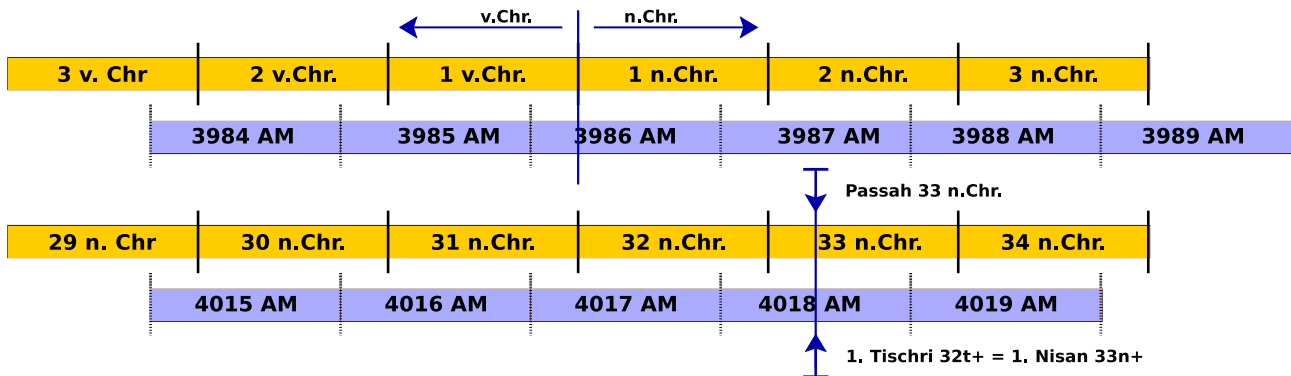 v.Chr. n.Chr.
3 v. Chr 2 v.Chr. 1 v.Chr. 1 n.Chr. 2 n.Chr. 3 n.Chr.
3984 AM 3985 AM 3986 AM 3987 AM 3988 AM 3989 AM
Passah 33 n.Chr.
29 n. Chr 30 n.Chr. 31 n.Chr. 32 n.Chr. 33 n.Chr. 34 n.Chr.
4015 AM 4016 AM 4017 AM 4018 AM 4019 AM
1. Tischri 32t+ = 1. Nisan 33n+